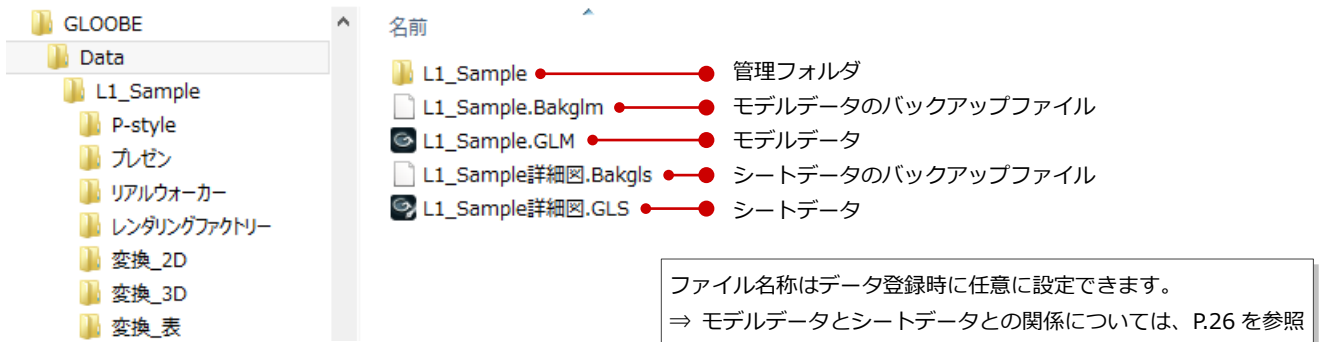 GLOOBE
Data
L1_Sample
P-style
プレゼン
リアルウォーカー
レンダリングファクトリー
変換_2D
変換_3D
変換_表
名前
L1_Sample 管理フォルダ
L1_Sample.Bakglm モデルデータのバックアップファイル
L1_Sample.GLM モデルデータ
L1_Sample詳細図.Bakgls シートデータのバックアップファイル
L1_Sample詳細図.GLS シートデータ
ファイル名称はデータ登録時に任意に設定できます。
⇒ モデルデータとシートデータとの関係については、P.26 を参照